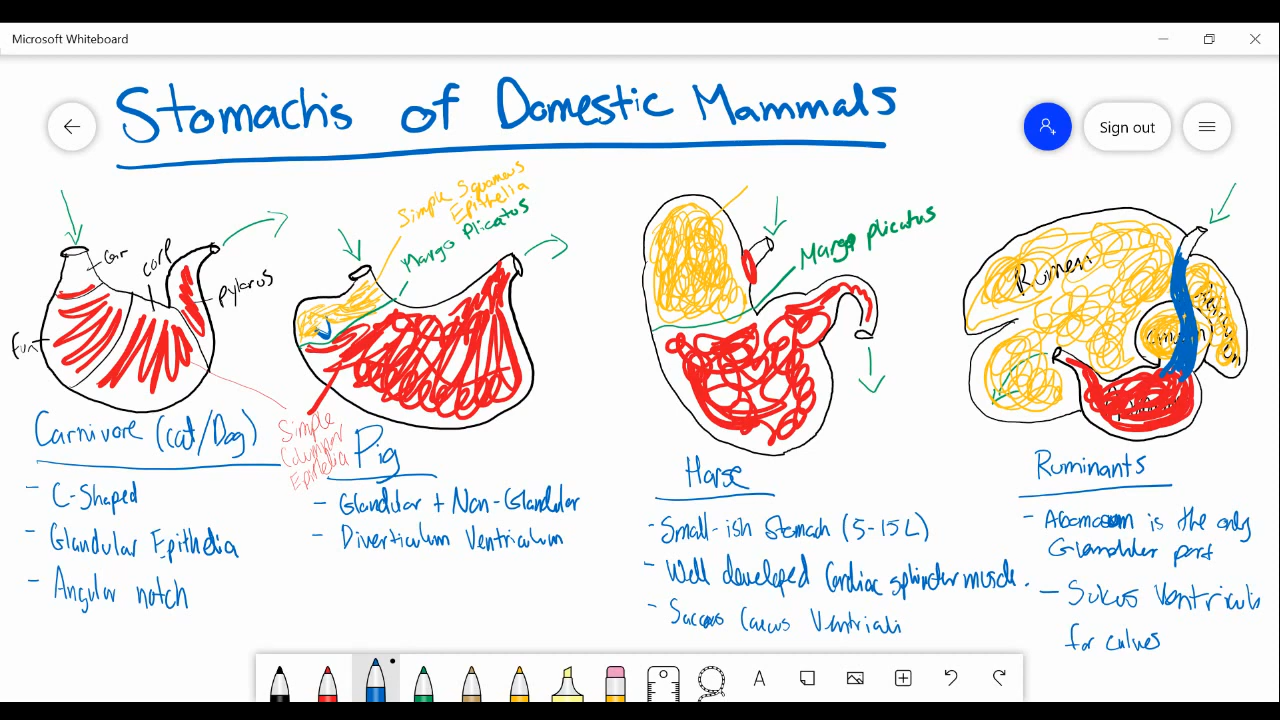 Microsoft Whiteboard
Stomachs of Domestic Mammals
Sign out
Simple Squamous
Epithelia
Margo Plicatus
Car
corp
pylorus
Fun
Simple
Columnar
Epithelia
Margo plicatus
Rumen
Reticulum
Carnivore (cat/Dog)
- C-Shaped
- Glandular Epithelia
- Angular notch
Pig
- Glandular + Non-Glandular
- Diverticulum Ventriculum
Horse
- Small-ish Stomach (5-15L)
- Well developed Cardiac sphincter muscle.
- Saccus Caecus Ventriculi
Ruminants
- Abomasum is the only
Glandular part
- Sulcus Ventriculi
for calves
A